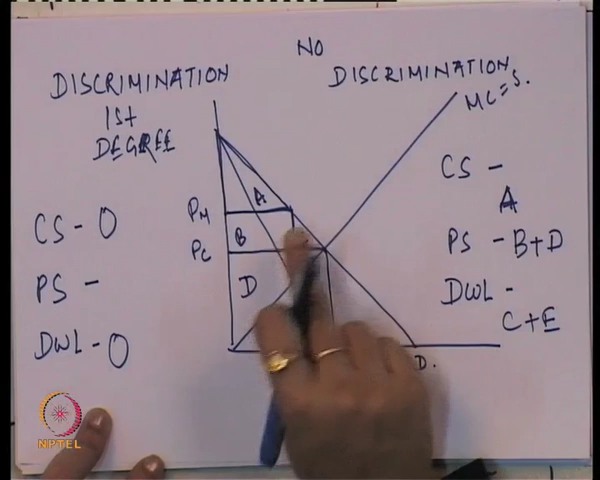 NO
DISCRIMINATION
DISCRIMINATION
1st
DEGREE
MC=S.
CS - 0
PS -
DWL - 0
PM
PC
A
B
D
D.
CS -
A
PS - B+D
DWL -
C+E
NPTEL